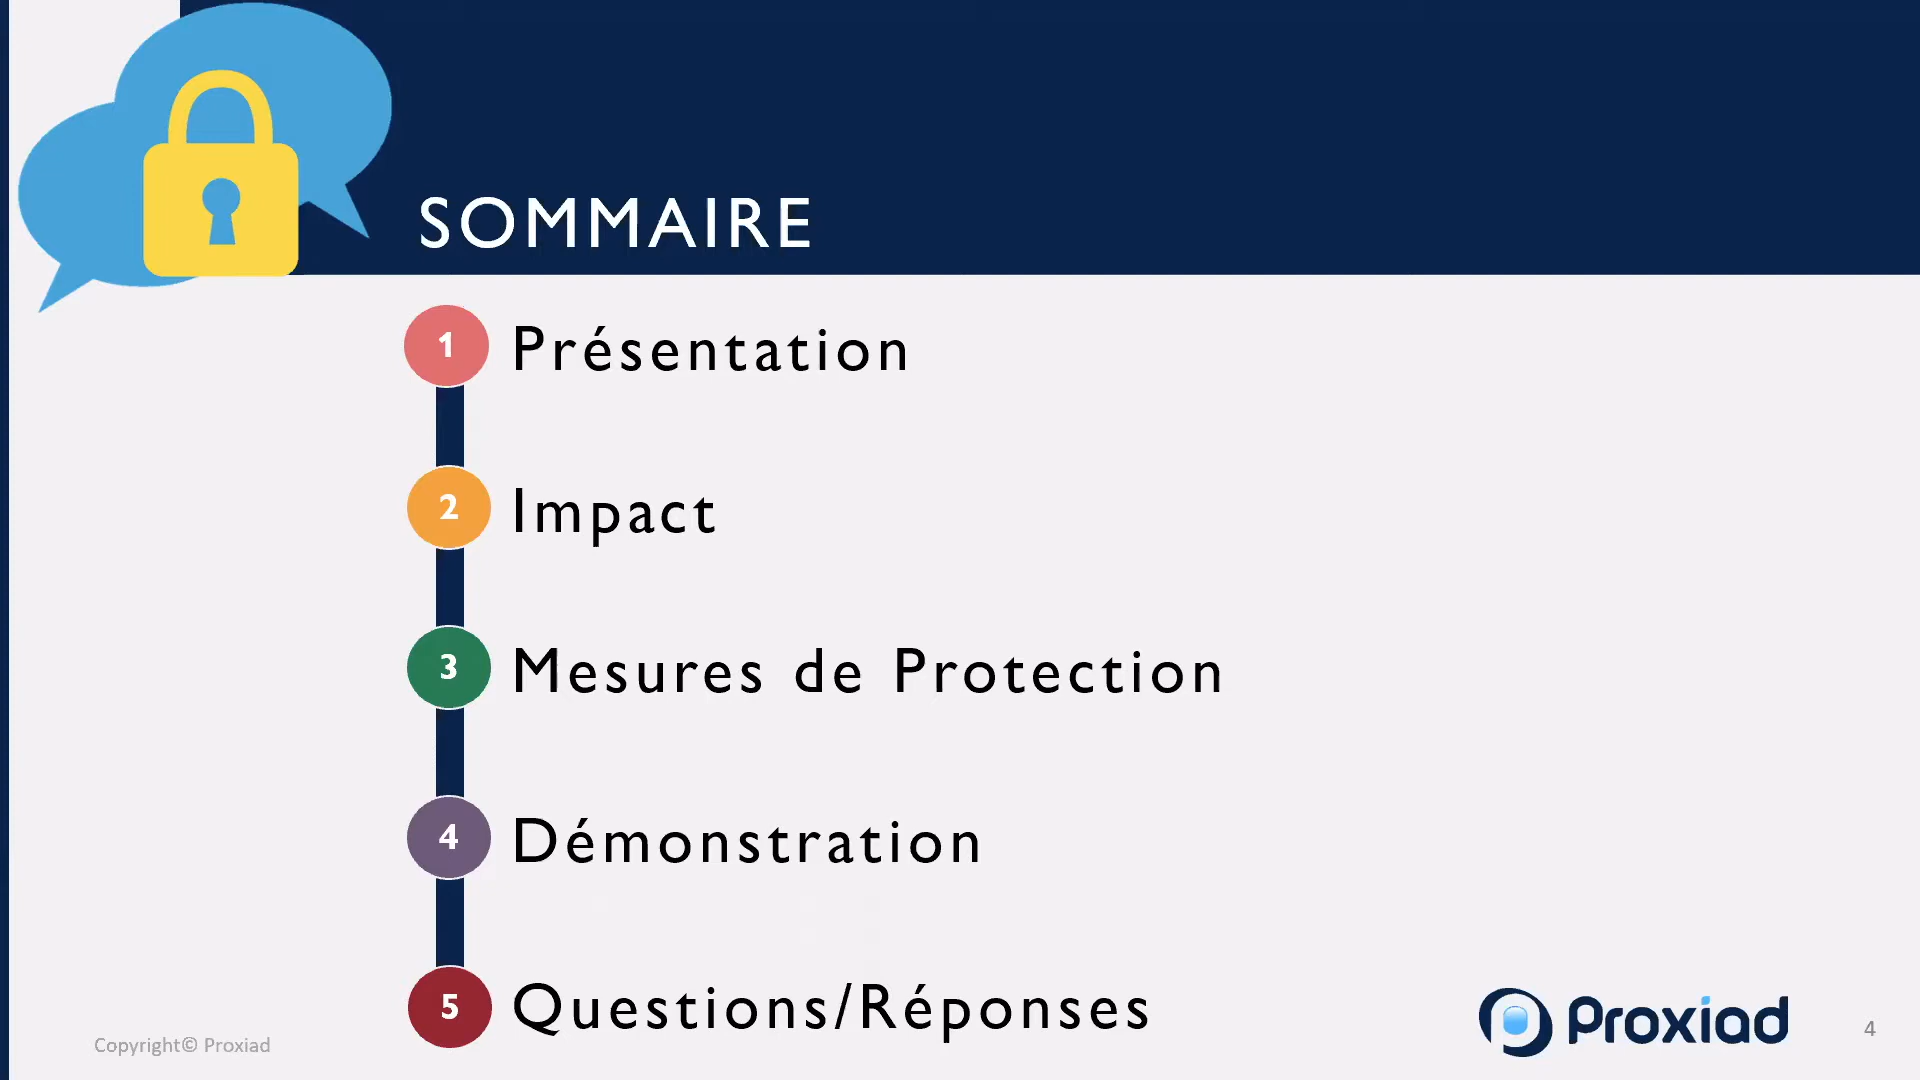 SOMMAIRE
1 Présentation
2 Impact
3 Mesures de Protection
4 Démonstration
5 Questions/Réponses
Copyright© Proxiad
Proxiad
4